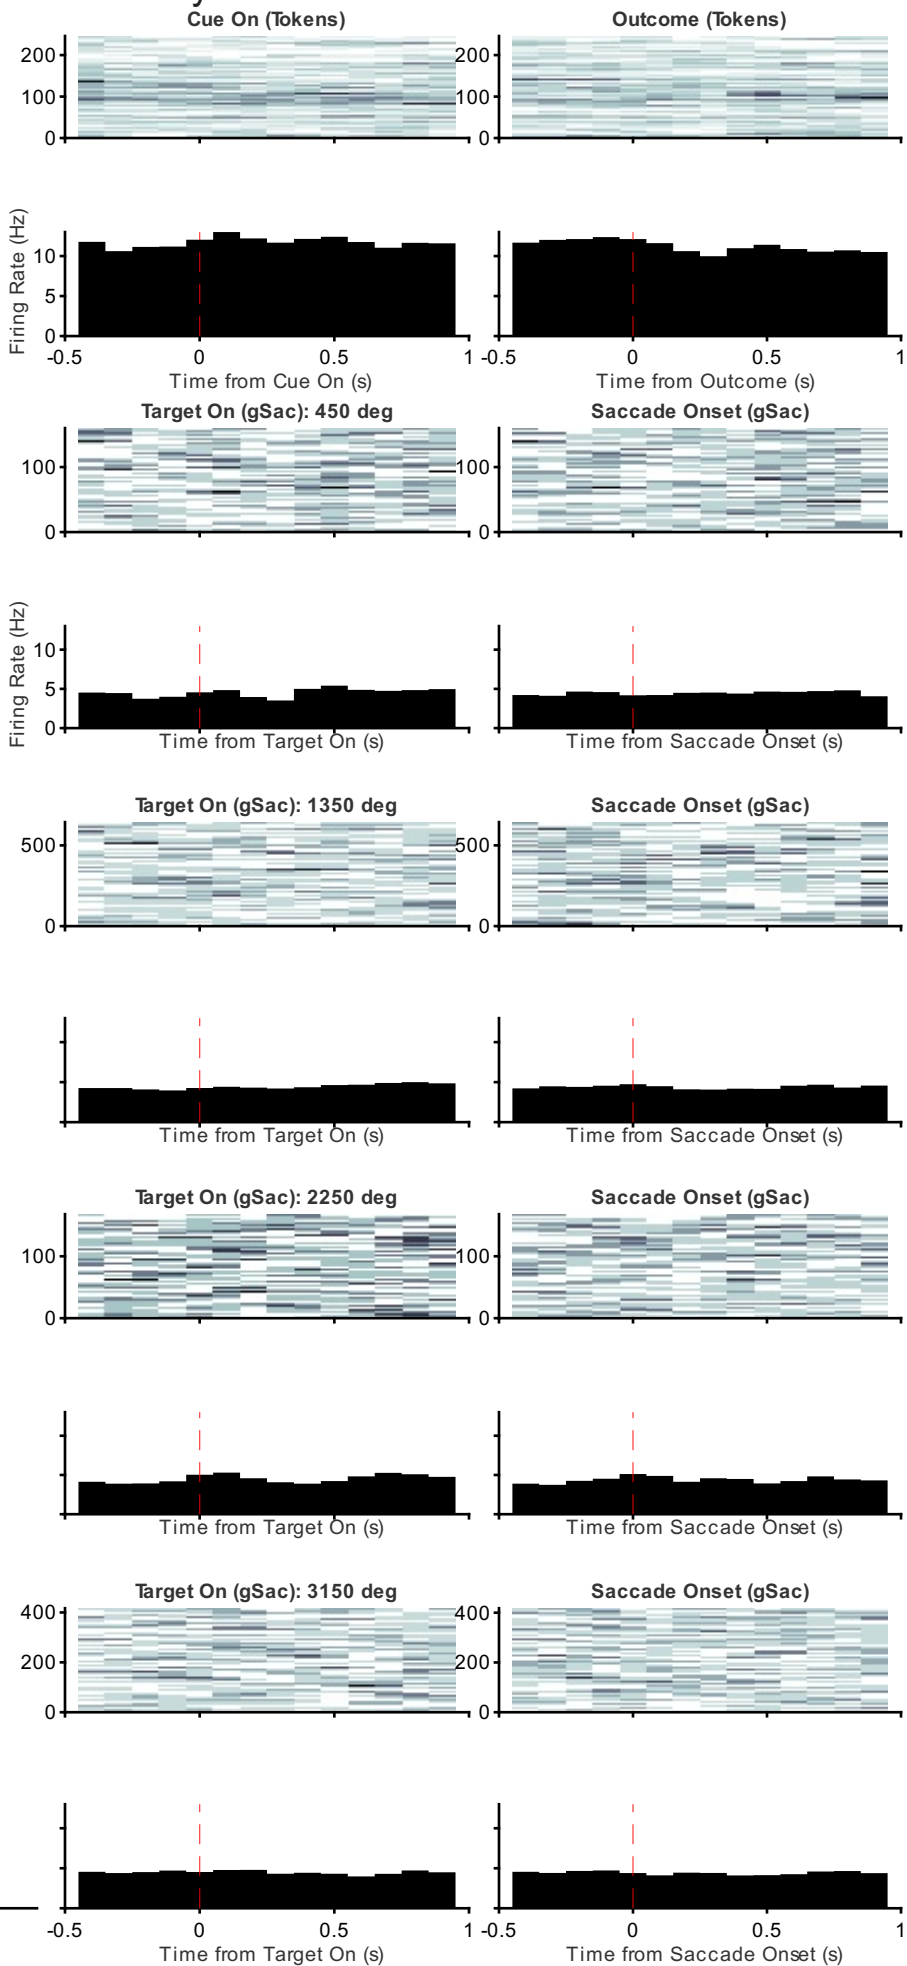 Cue On (Tokens) Outcome (Tokens)
200 200
100 100
0 0
Firing Rate (Hz)
10
5
0
-0.5 0 0.5 1 -0.5 0 0.5 1
Time from Cue On (s) Time from Outcome (s)
Target On (gSac): 450 deg Saccade Onset (gSac)
100 100
0 0
Firing Rate (Hz)
10
5
0
Time from Target On (s) Time from Saccade Onset (s)
Target On (gSac): 1350 deg Saccade Onset (gSac)
500 500
0 0
Time from Target On (s) Time from Saccade Onset (s)
Target On (gSac): 2250 deg Saccade Onset (gSac)
100 100
0 0
Time from Target On (s) Time from Saccade Onset (s)
Target On (gSac): 3150 deg Saccade Onset (gSac)
400 400
200 200
0 0
-0.5 0 0.5 1 -0.5 0 0.5 1
Time from Target On (s) Time from Saccade Onset (s)